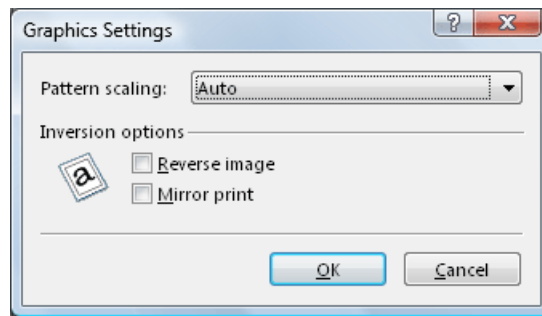 Graphics Settings
Pattern scaling: Auto
Inversion options
a
Reverse image
Mirror print
OK Cancel